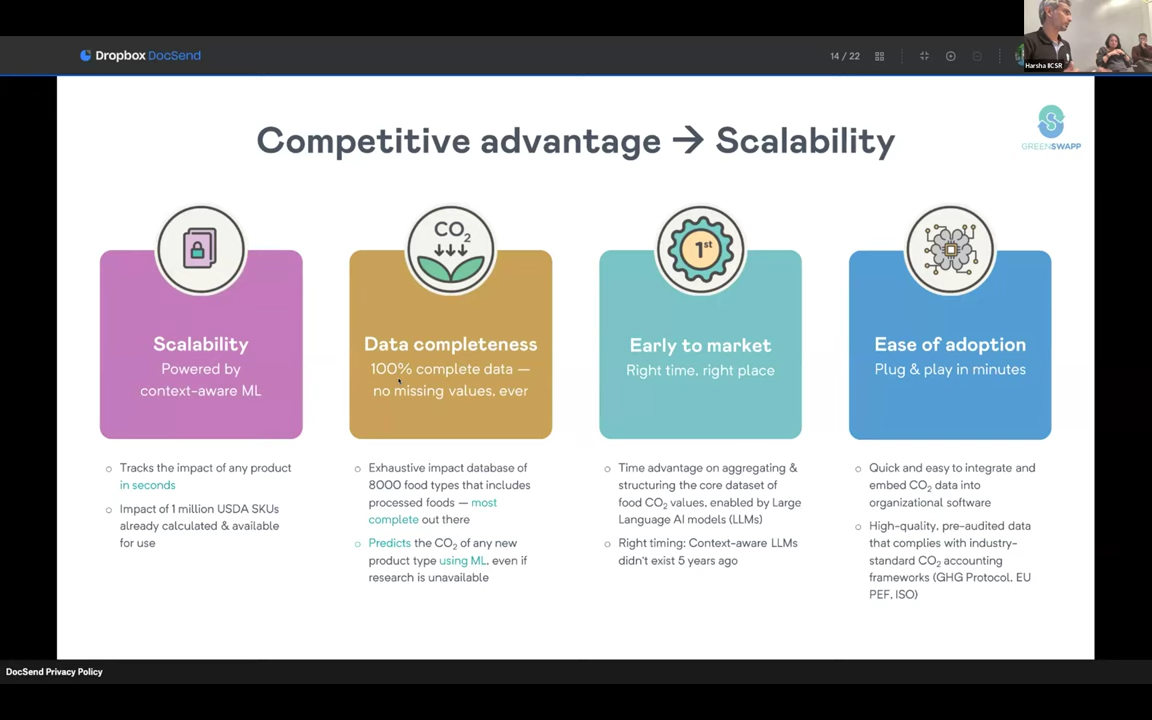 Dropbox DocSend
14 / 22
Harsha IICSR
Competitive advantage → Scalability
GREENSWAPP
CO₂
1st
Scalability
Powered by
context-aware ML
Data completeness
100% complete data —
no missing values, ever
Early to market
Right time, right place
Ease of adoption
Plug & play in minutes
Tracks the impact of any product
in seconds
Impact of 1 million USDA SKUs
already calculated & available
for use
Exhaustive impact database of
8000 food types that includes
processed foods — most
complete out there
Predicts the CO₂ of any new
product type using ML, even if
research is unavailable
Time advantage on aggregating &
structuring the core dataset of
food CO₂ values, enabled by Large
Language AI models (LLMs)
Right timing: Context-aware LLMs
didn't exist 5 years ago
Quick and easy to integrate and
embed CO₂ data into
organizational software
High-quality, pre-audited data
that complies with industry-
standard CO₂ accounting
frameworks (GHG Protocol, EU
PEF, ISO)
DocSend Privacy Policy